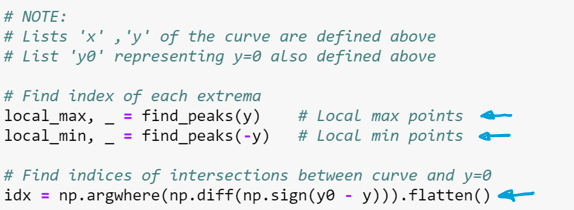 # NOTE:
# Lists 'x' ,'y' of the curve are defined above
# List 'y0' representing y=0 also defined above
# Find index of each extrema
local_max, _ = find_peaks(y)   # Local max points
local_min, _ = find_peaks(-y)   # Local min points
# Find indices of intersections between curve and y=0
idx = np.argwhere(np.diff(np.sign(y0 - y))).flatten()